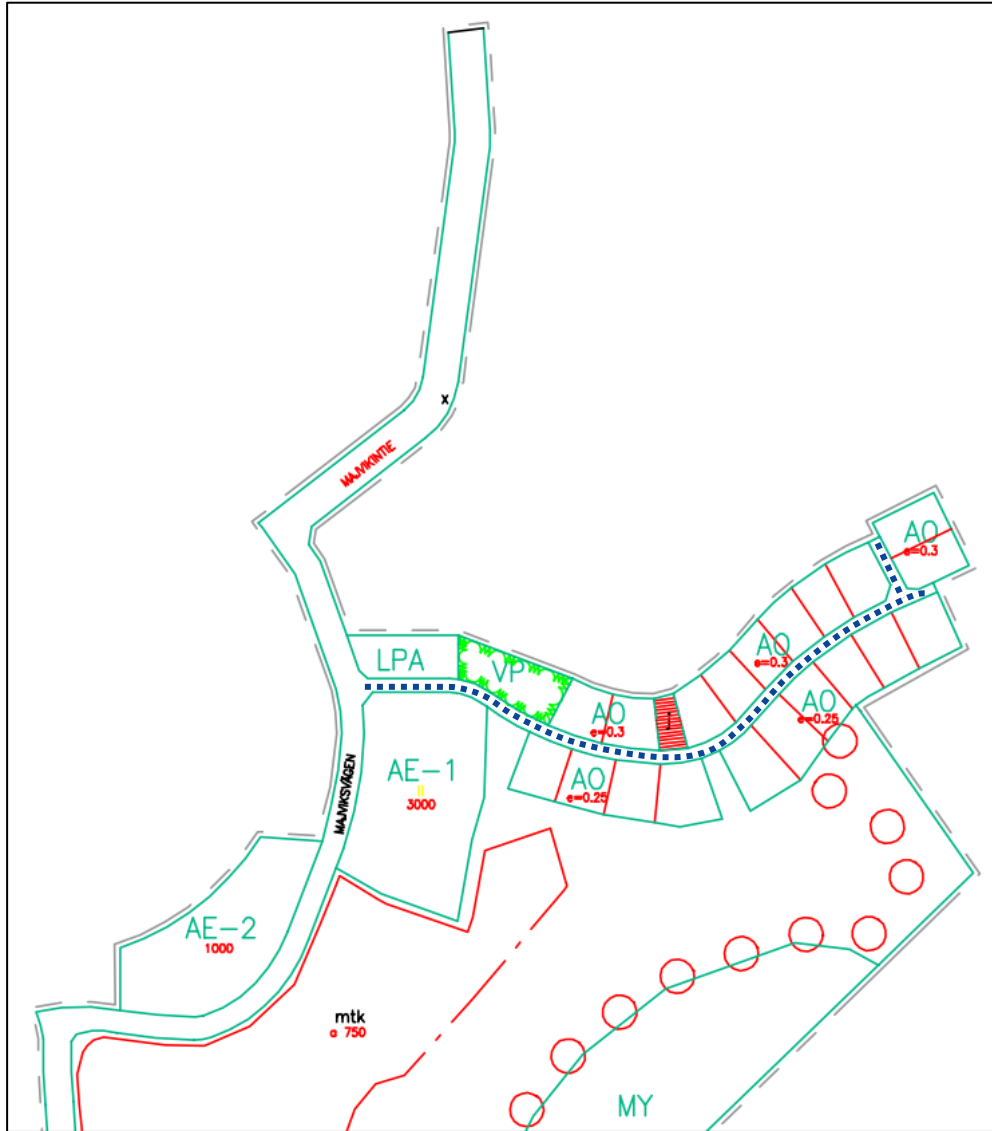 x
MAJVIKINTIE
AO
e=0.3
LPA
VP
AO
e=0.3
AO
e=0.25
AO
e=0.3
j
MAJVIKSVÄGEN
AE-1
II
3000
AO
e=0.25
AE-2
1000
mtk
a 750
MY